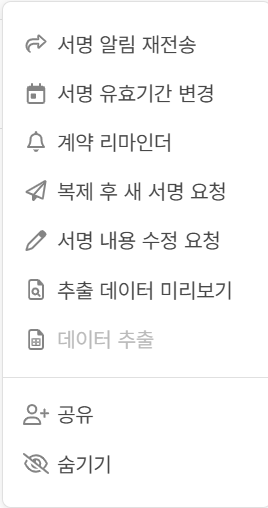 서명 알림 재전송
서명 유효기간 변경
계약 리마인더
복제 후 새 서명 요청
서명 내용 수정 요청
추출 데이터 미리보기
데이터 추출
공유
숨기기